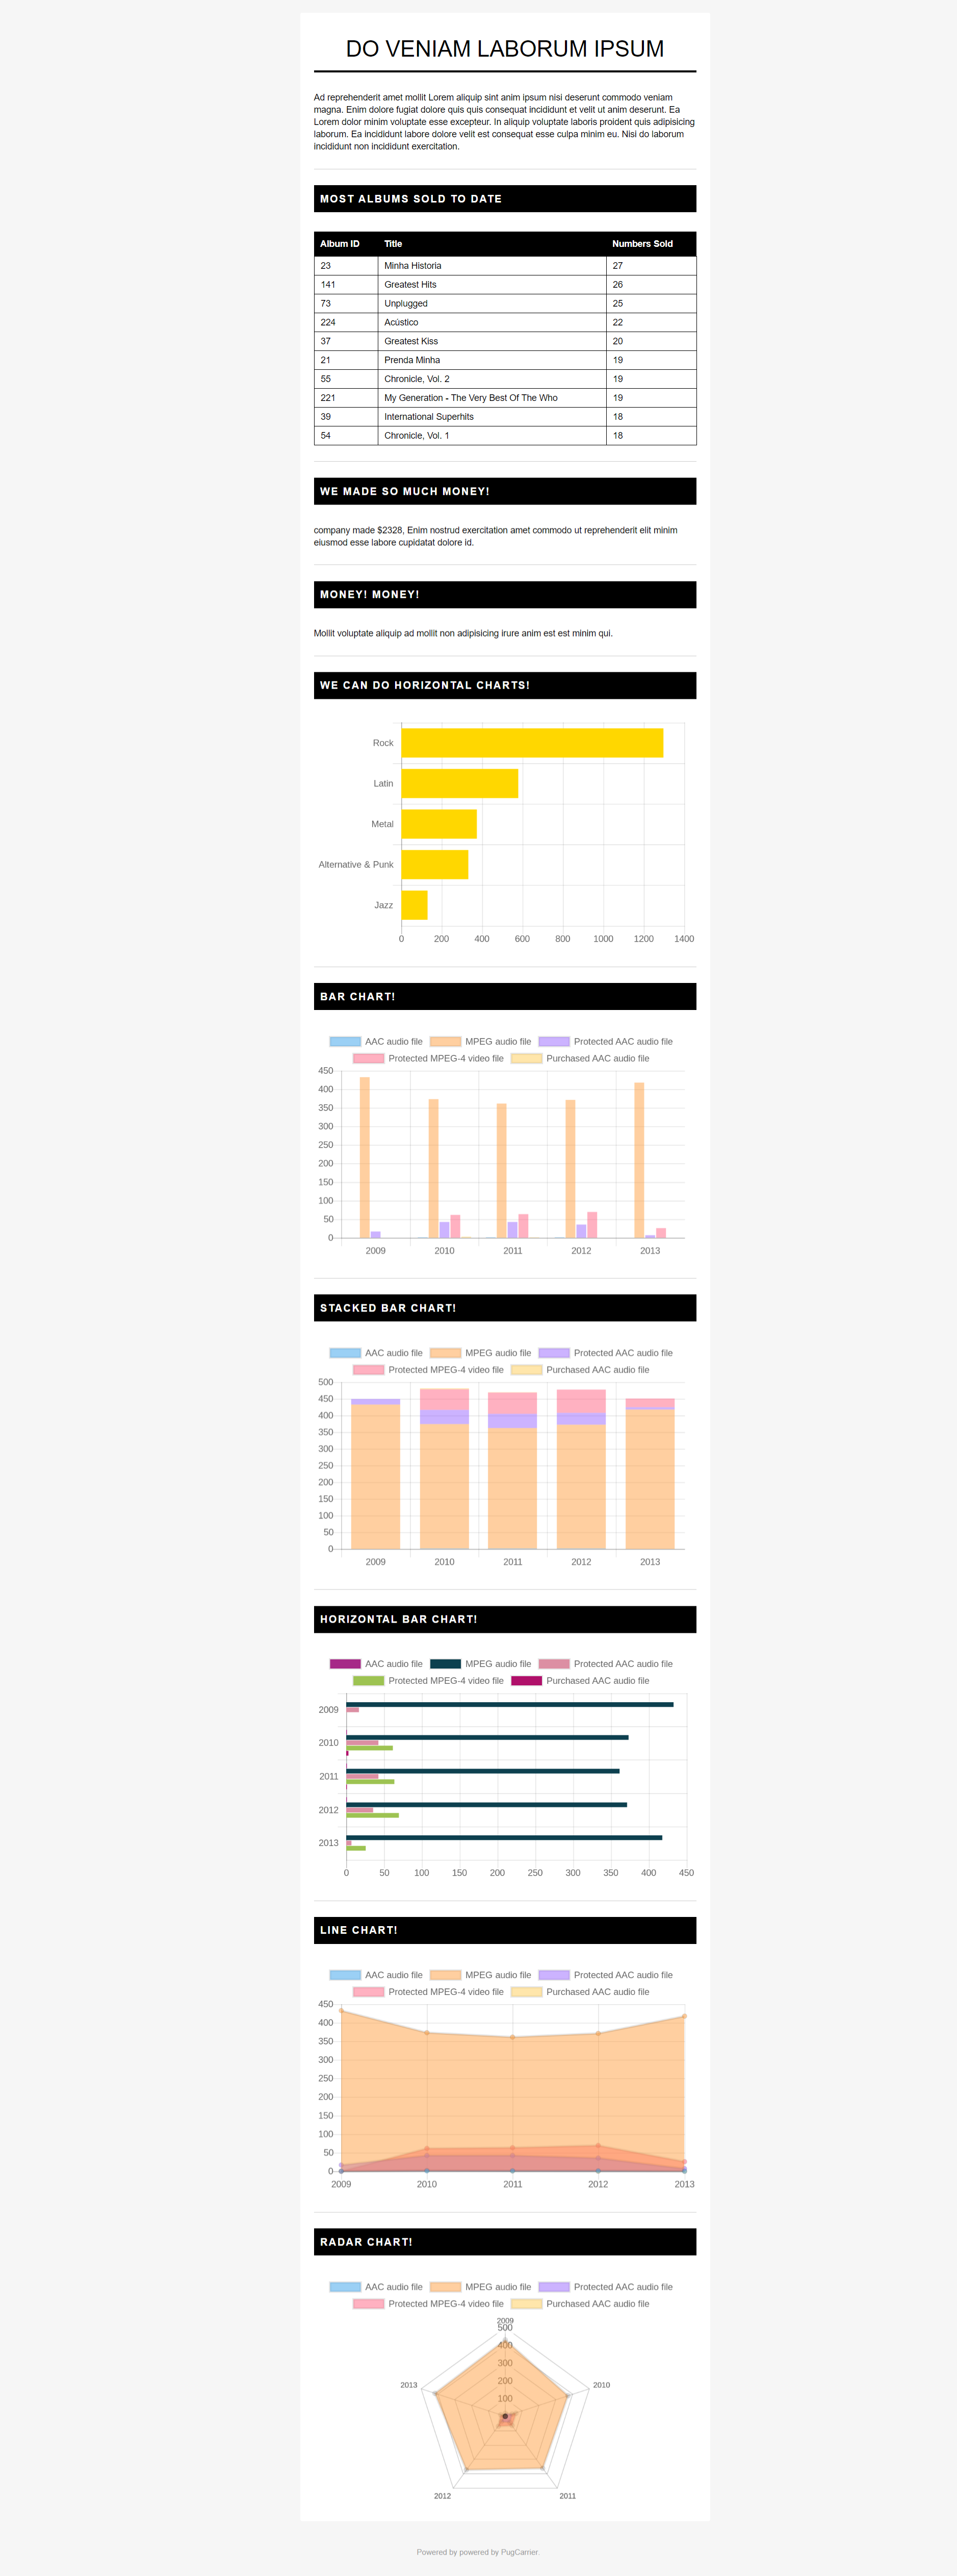 DO VENIAM LABORUM IPSUM
Ad reprehenderit amet mollit Lorem aliquip sint anim ipsum nisi deserunt commodo veniam
magna. Enim dolore fugiat dolore quis quis consequat incididunt et velit ut anim deserunt. Ea
Lorem dolor minim voluptate esse excepteur. In aliquip voluptate laboris proident quis adipisicing
laborum. Ea incididunt labore dolore velit est consequat esse culpa minim eu. Nisi do laborum
incididunt non incididunt exercitation.
MOST ALBUMS SOLD TO DATE
Album ID Title Numbers Sold
23 Minha Historia 27
141 Greatest Hits 26
73 Unplugged 25
224 Acústico 22
37 Greatest Kiss 20
21 Prenda Minha 19
55 Chronicle, Vol. 2 19
221 My Generation - The Very Best Of The Who 19
39 International Superhits 18
54 Chronicle, Vol. 1 18
WE MADE SO MUCH MONEY!
company made $2328, Enim nostrud exercitation amet commodo ut reprehenderit elit minim
eiusmod esse labore cupidatat dolore id.
MONEY! MONEY!
Mollit voluptate aliquip ad mollit non adipisicing irure anim est est minim qui.
WE CAN DO HORIZONTAL CHARTS!
Rock
Latin
Metal
Alternative & Punk
Jazz
0 200 400 600 800 1000 1200 1400
BAR CHART!
AAC audio file MPEG audio file Protected AAC audio file
Protected MPEG-4 video file Purchased AAC audio file
450
400
350
300
250
200
150
100
50
0
2009 2010 2011 2012 2013
STACKED BAR CHART!
AAC audio file MPEG audio file Protected AAC audio file
Protected MPEG-4 video file Purchased AAC audio file
500
450
400
350
300
250
200
150
100
50
0
2009 2010 2011 2012 2013
HORIZONTAL BAR CHART!
AAC audio file MPEG audio file Protected AAC audio file
Protected MPEG-4 video file Purchased AAC audio file
2009
2010
2011
2012
2013
0 50 100 150 200 250 300 350 400 450
LINE CHART!
AAC audio file MPEG audio file Protected AAC audio file
Protected MPEG-4 video file Purchased AAC audio file
450
400
350
300
250
200
150
100
50
0
2009 2010 2011 2012 2013
RADAR CHART!
AAC audio file MPEG audio file Protected AAC audio file
Protected MPEG-4 video file Purchased AAC audio file
2009
500
400
300
2013 200 2010
100
2012 2011
Powered by powered by PugCarrier.